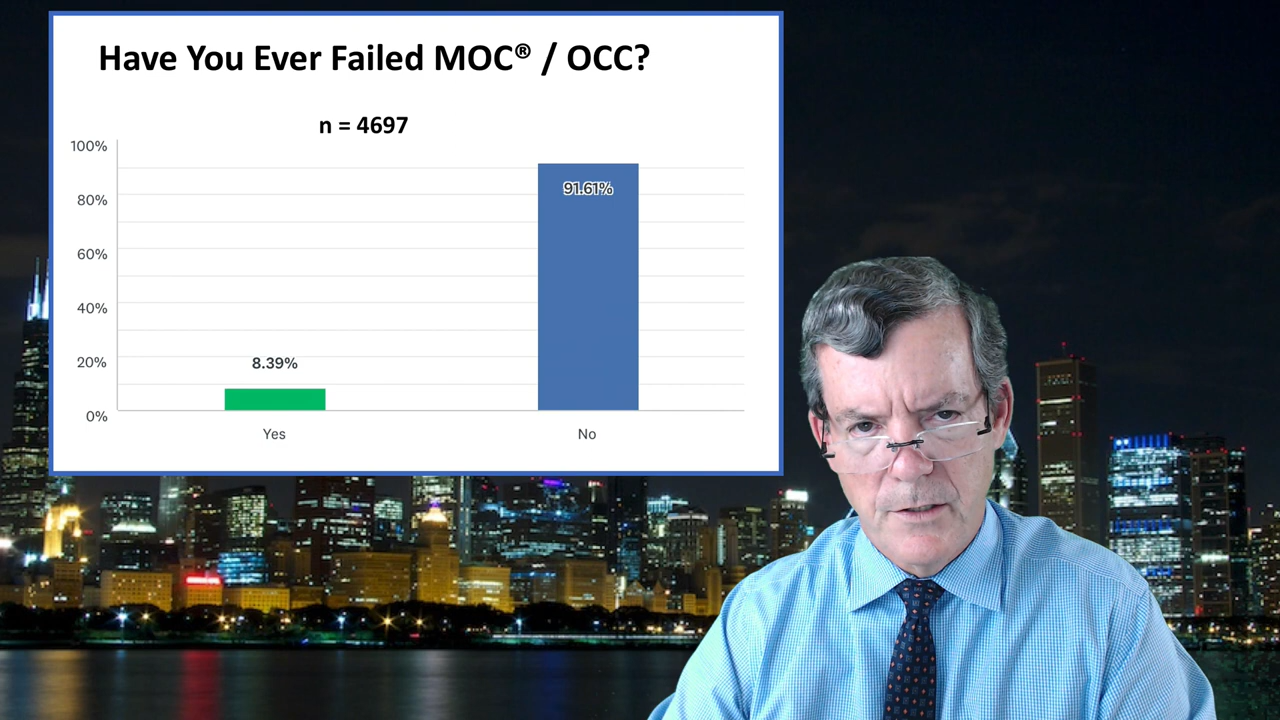 Have You Ever Failed MOC® / OCC?
n = 4697
100%
80%
60%
40%
20%
0%
8.39%
91.61%
Yes
No